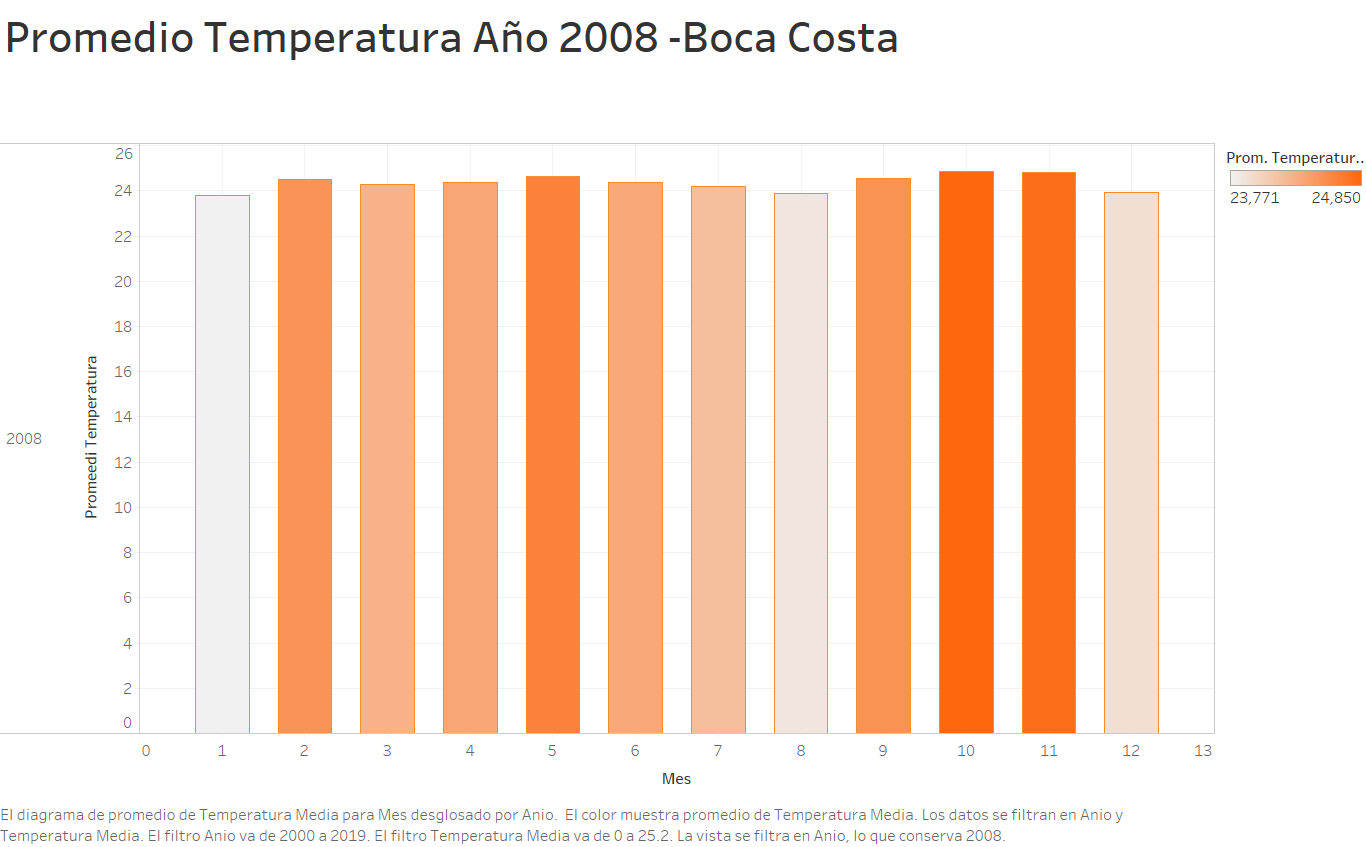 Promedio Temperatura Año 2008 -Boca Costa
Prom. Temperatur..
23,771 24,850
2008
Promeedi Temperatura
26
24
22
20
18
16
14
12
10
8
6
4
2
0
0 1 2 3 4 5 6 7 8 9 10 11 12 13
Mes
El diagrama de promedio de Temperatura Media para Mes desglosado por Anio.  El color muestra promedio de Temperatura Media. Los datos se filtran en Anio y
Temperatura Media. El filtro Anio va de 2000 a 2019. El filtro Temperatura Media va de 0 a 25.2. La vista se filtra en Anio, lo que conserva 2008.